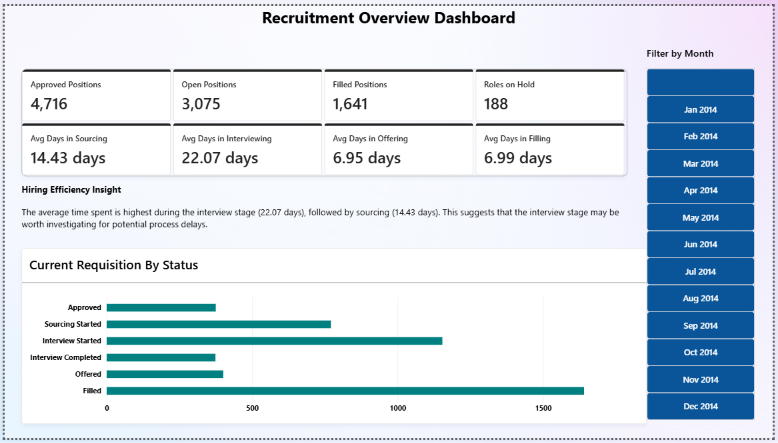 Recruitment Overview Dashboard
Filter by Month
Approved Positions
4,716
Open Positions
3,075
Filled Positions
1,641
Roles on Hold
188
Avg Days in Sourcing
14.43 days
Avg Days in Interviewing
22.07 days
Avg Days in Offering
6.95 days
Avg Days in Filling
6.99 days
Hiring Efficiency Insight
The average time spent is highest during the interview stage (22.07 days), followed by sourcing (14.43 days). This suggests that the interview stage may be
worth investigating for potential process delays.
Current Requisition By Status
Approved
Sourcing Started
Interview Started
Interview Completed
Offered
Filled
0
500
1000
1500
Jan 2014
Feb 2014
Mar 2014
Apr 2014
May 2014
Jun 2014
Jul 2014
Aug 2014
Sep 2014
Oct 2014
Nov 2014
Dec 2014